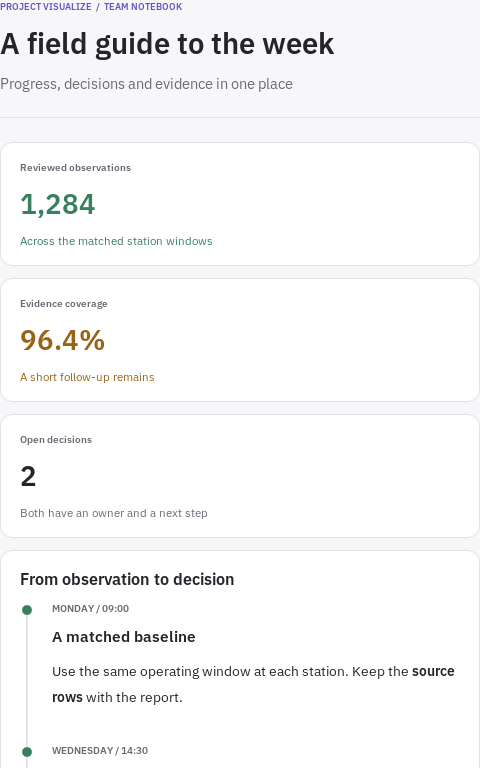 PROJECT VISUALIZE / TEAM NOTEBOOK
A field guide to the week
Progress, decisions and evidence in one place
Reviewed observations
1,284
Across the matched station windows
Evidence coverage
96.4%
A short follow-up remains
Open decisions
2
Both have an owner and a next step
From observation to decision
MONDAY / 09:00
A matched baseline
Use the same operating window at each station. Keep the source
rows with the report.
WEDNESDAY / 14:30